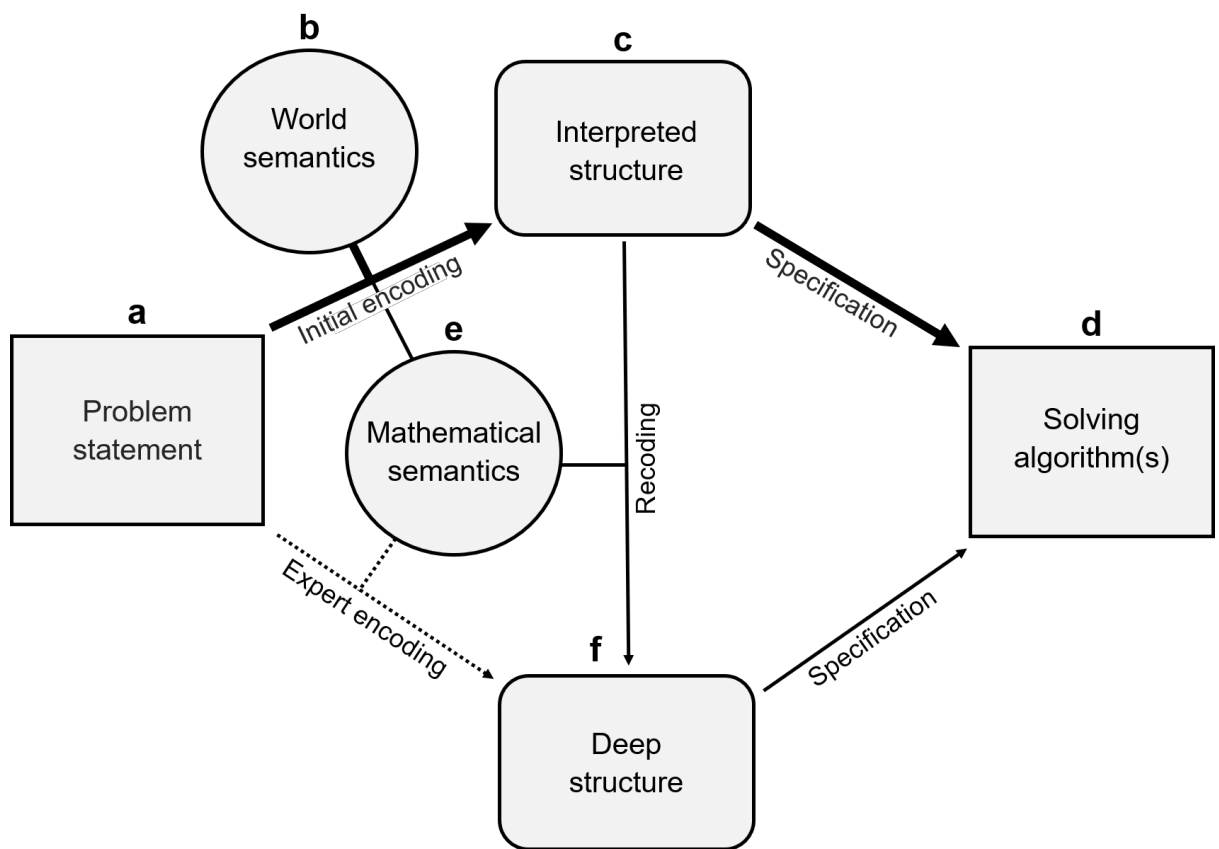 b
World
semantics
c
Interpreted
structure
Initial encoding
Specification
a
Problem
statement
e
Mathematical
semantics
Recoding
d
Solving
algorithm(s)
Expert encoding
f
Deep
structure
Specification